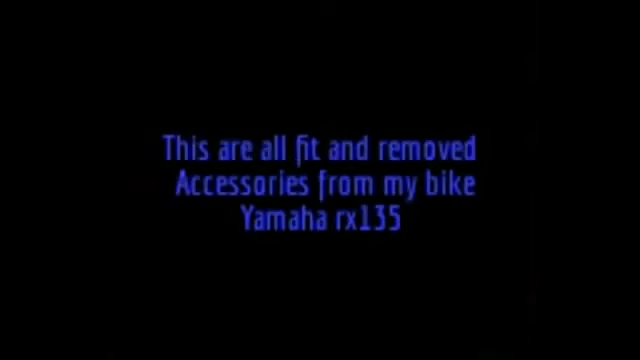 This are all fit and removed
Accessories from my bike
Yamaha rx135